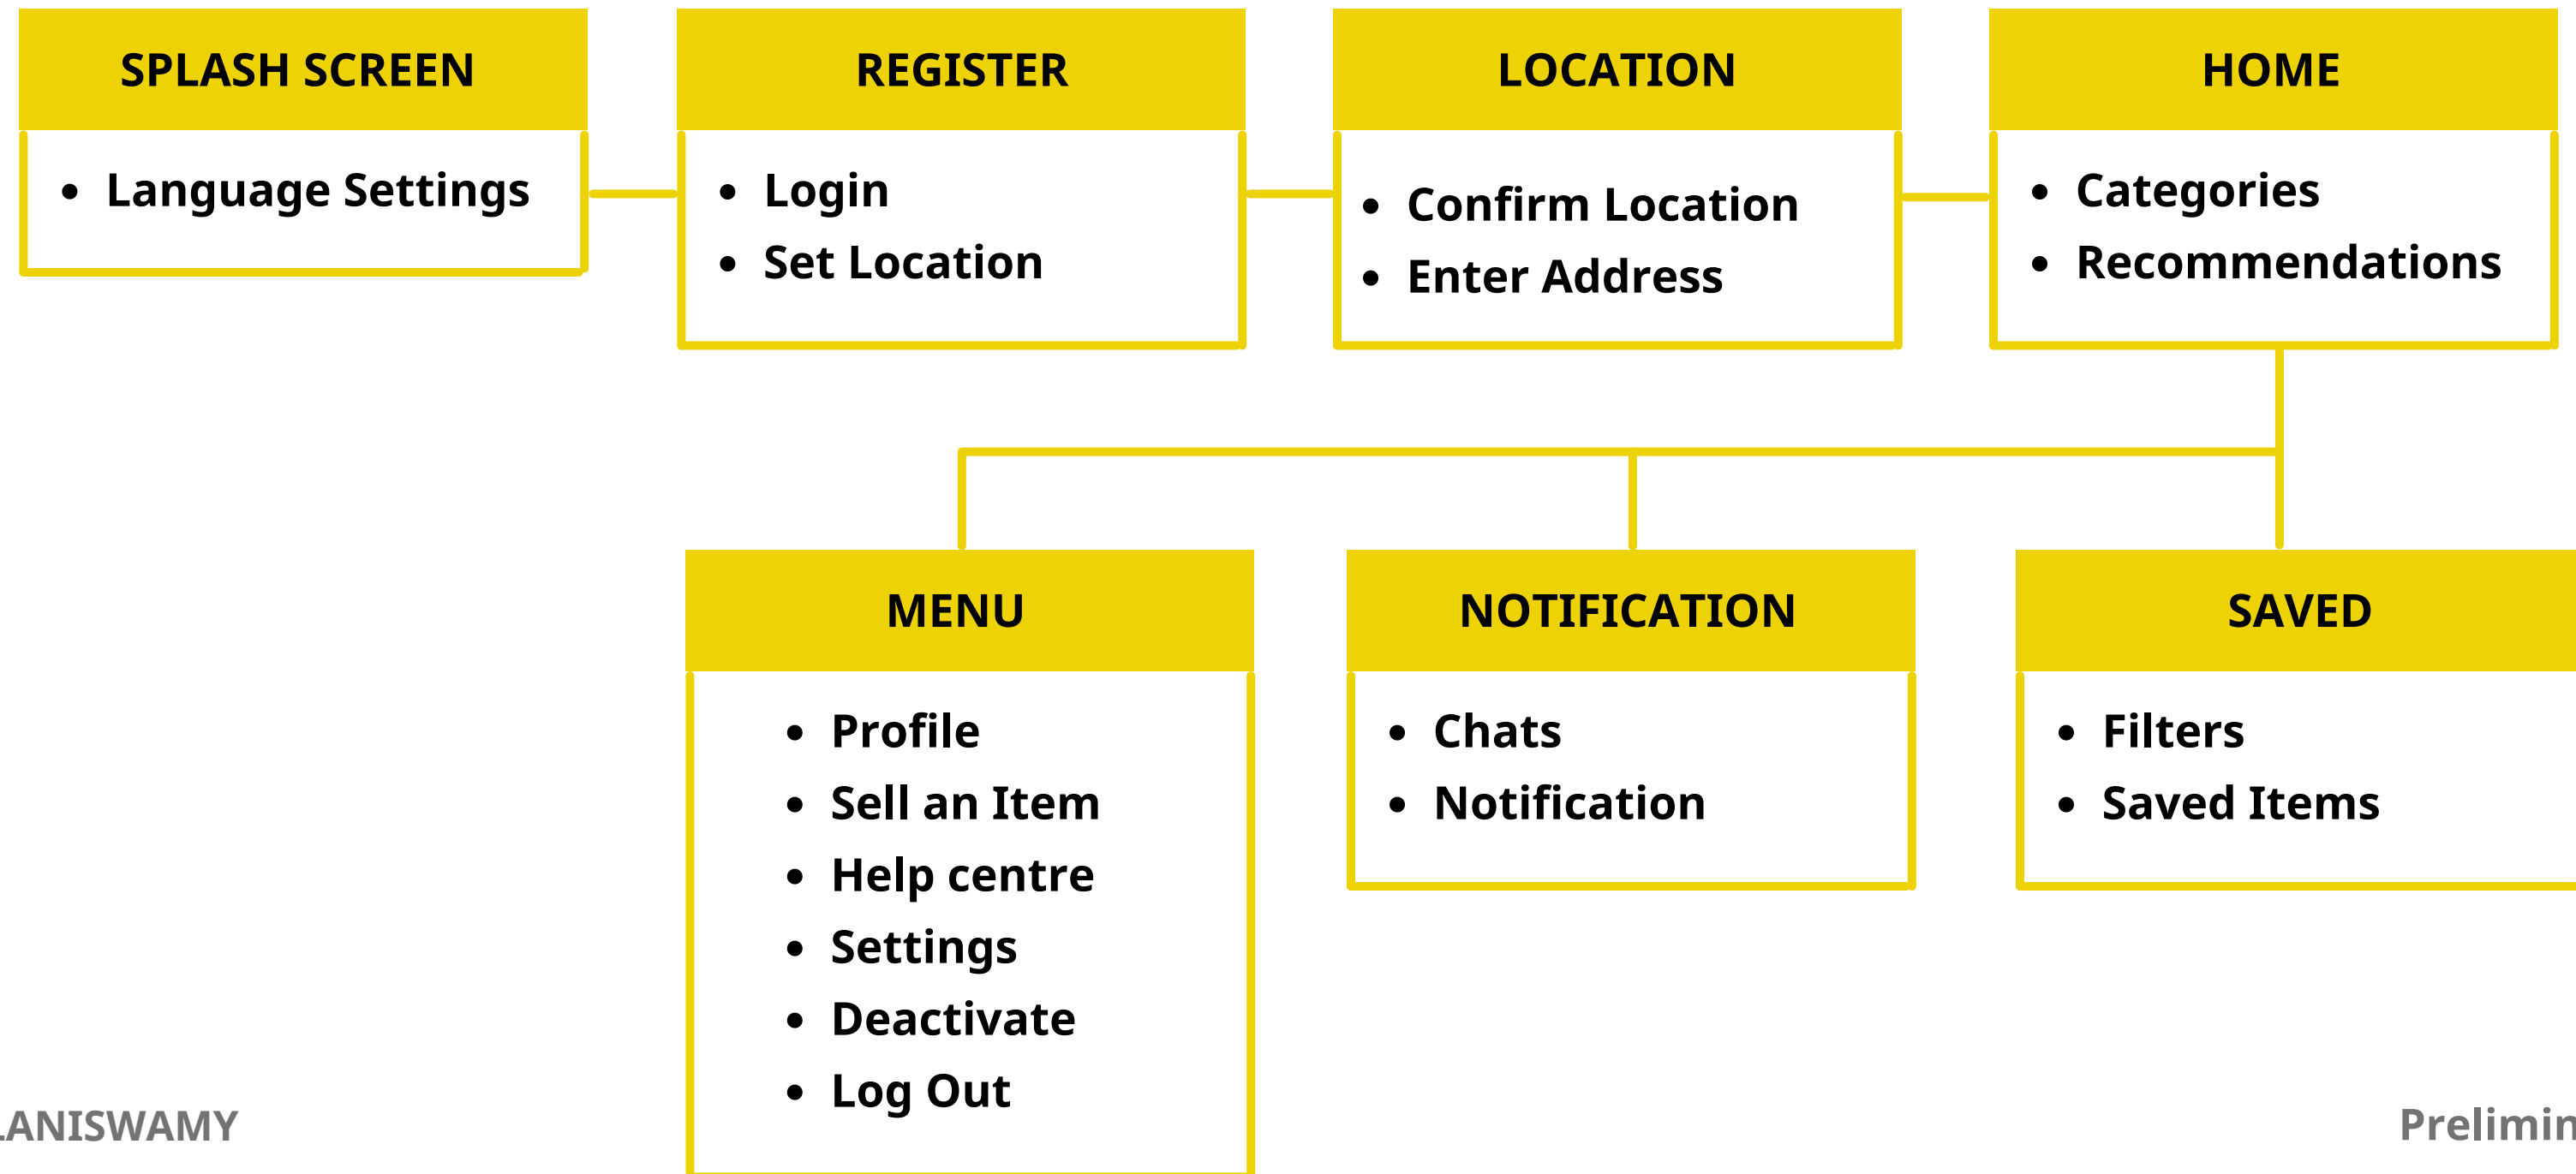 SPLASH SCREEN
• Language Settings
REGISTER
• Login
• Set Location
LOCATION
• Confirm Location
• Enter Address
HOME
• Categories
• Recommendations
MENU
• Profile
• Sell an Item
• Help centre
• Settings
• Deactivate
• Log Out
NOTIFICATION
• Chats
• Notification
SAVED
• Filters
• Saved Items
LANISWAMY
Prelimin